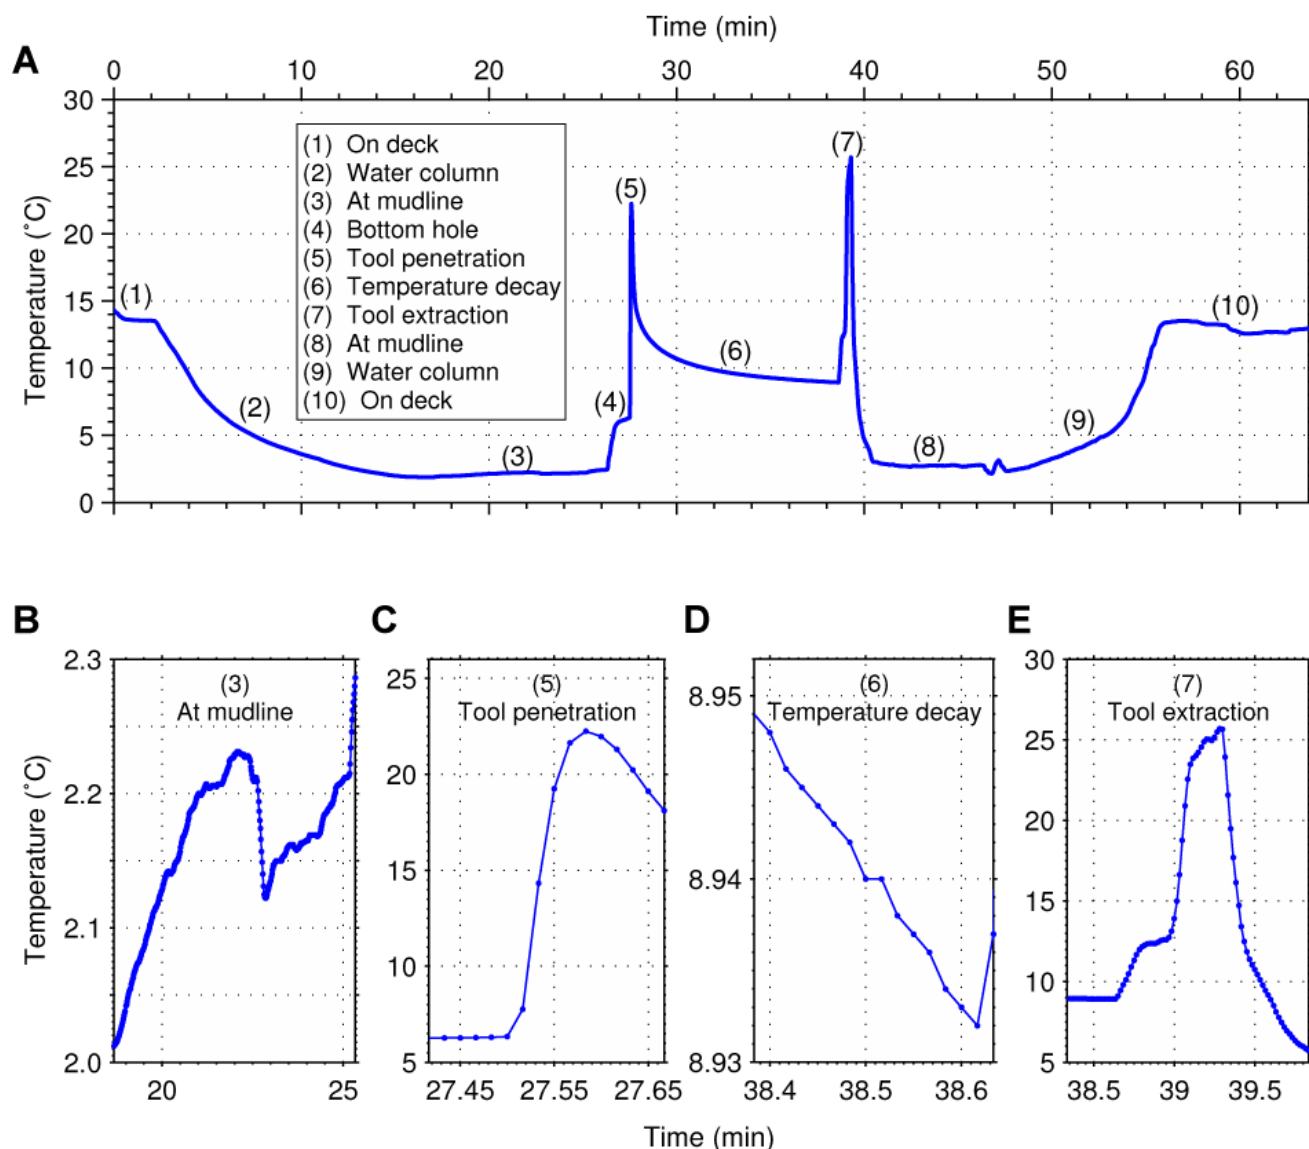 Time (min)
A
0 10 20 30 40 50 60
30
25
20
15
10
5
0
Temperature (˚C)
(1) On deck
(2) Water column
(3) At mudline
(4) Bottom hole
(5) Tool penetration
(6) Temperature decay
(7) Tool extraction
(8) At mudline
(9) Water column
(10) On deck
(1)
(2)
(3)
(4)
(5)
(6)
(7)
(8)
(9)
(10)
B
2.3
2.2
2.1
2.0
Temperature (˚C)
(3)
At mudline
20 25
C
25
20
15
10
5
(5)
Tool penetration
27.45 27.55 27.65
D
8.95
8.94
8.93
(6)
Temperature decay
38.4 38.5 38.6
E
30
25
20
15
10
5
(7)
Tool extraction
38.5 39 39.5
Time (min)